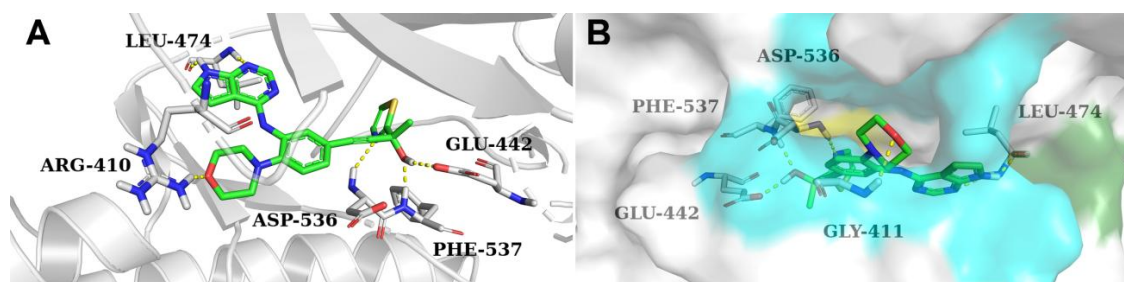 A
LEU-474
ARG-410
GLU-442
ASP-536
PHE-537
B
ASP-536
PHE-537
LEU-474
GLU-442
GLY-411